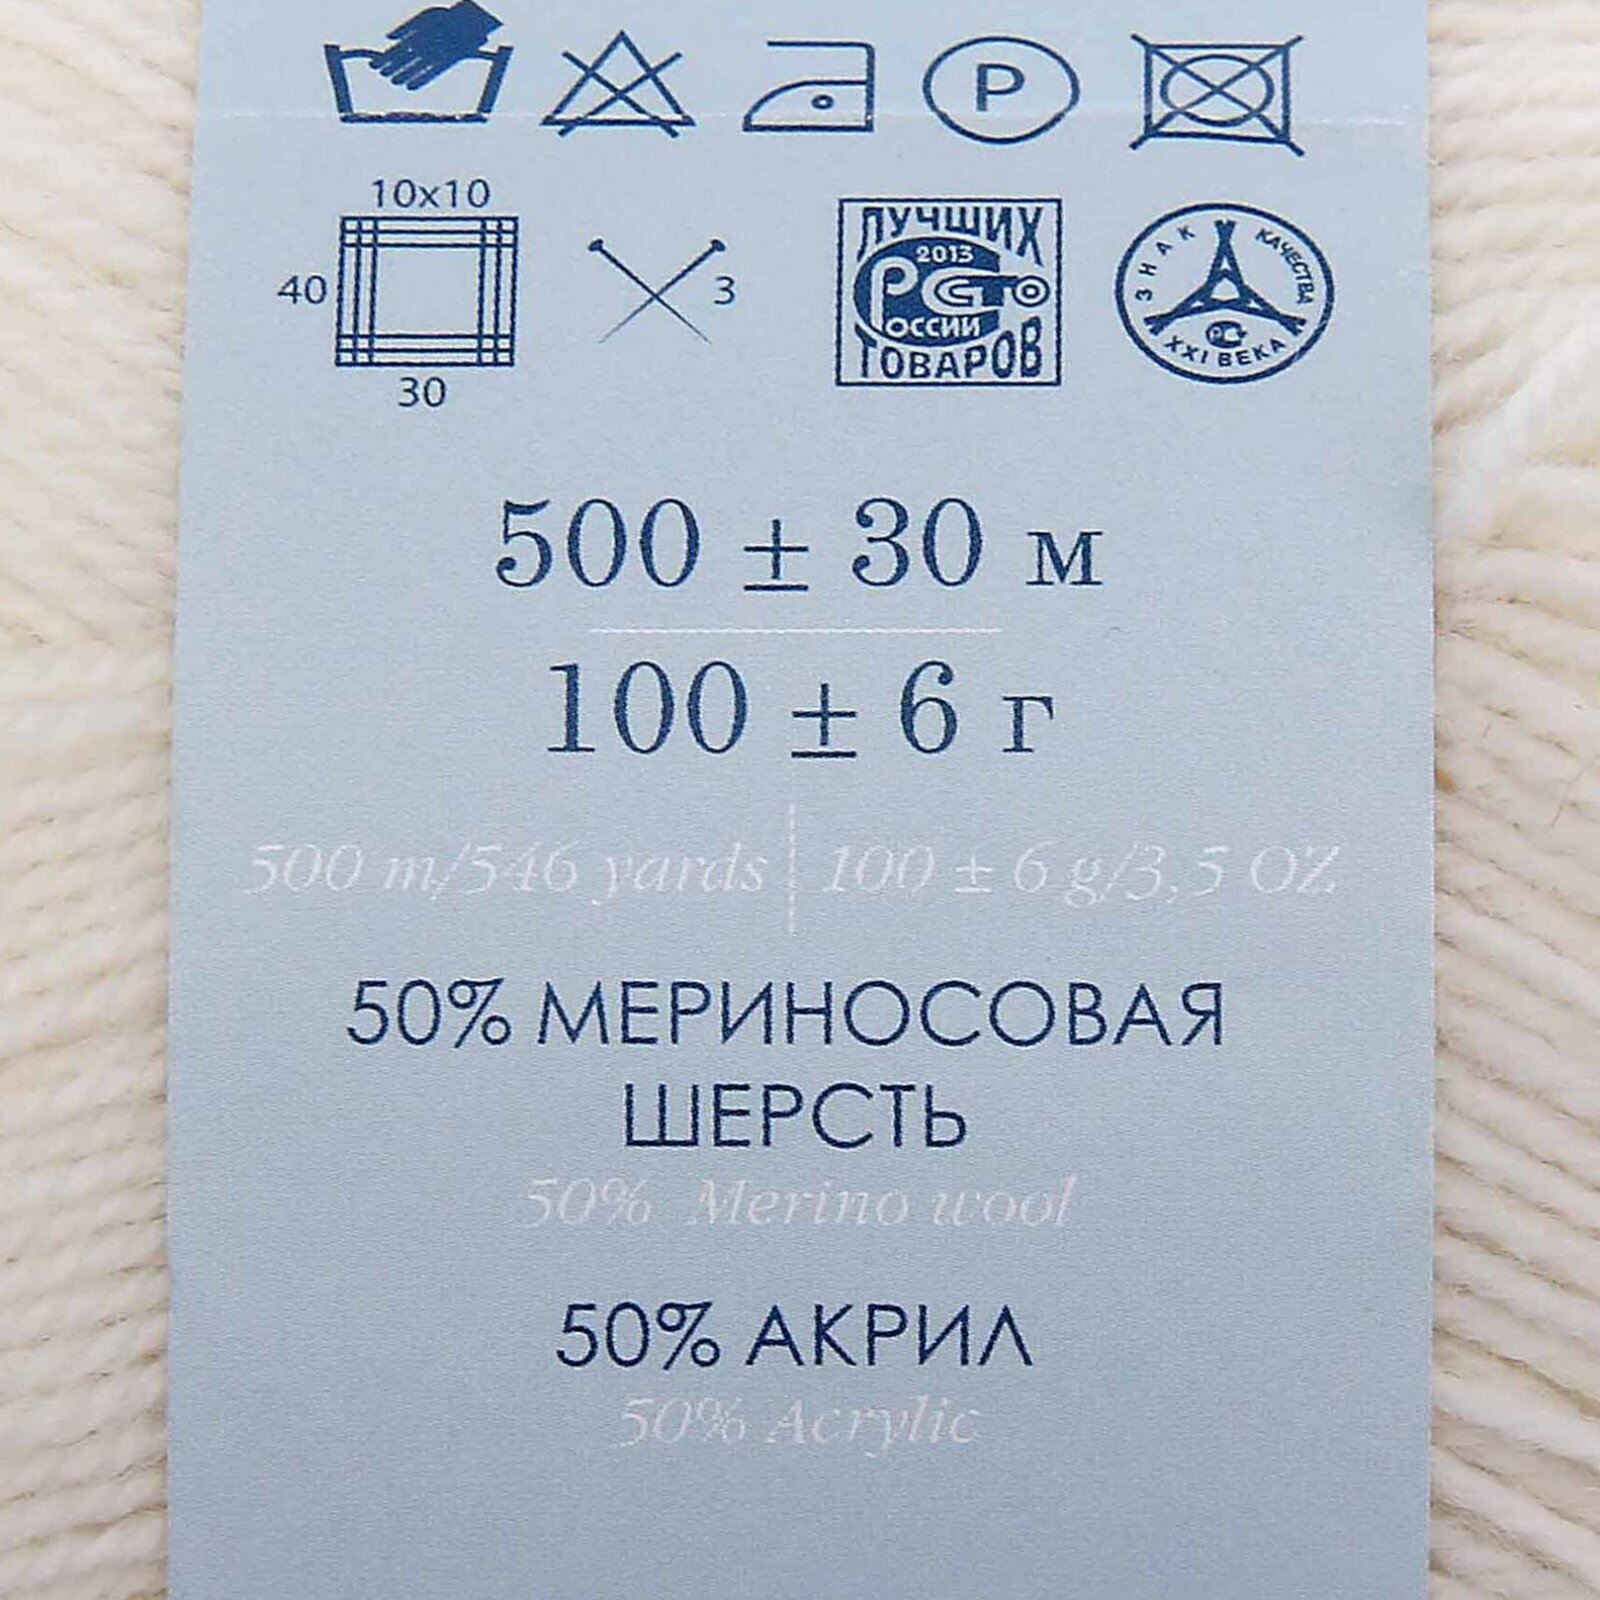 P
10x10
40
30
3
ЛУЧШИХ
2013
РОССИИ
СТО
ТОВАРОВ
ЗНАК КАЧЕСТВА
XXI ВЕКА
500 ± 30 м
100 ± 6 г
500 m/546 yards | 100 ± 6 g/3,5 OZ
50% МЕРИНОСОВАЯ
ШЕРСТЬ
50% Merino wool
50% АКРИЛ
50% Acrylic